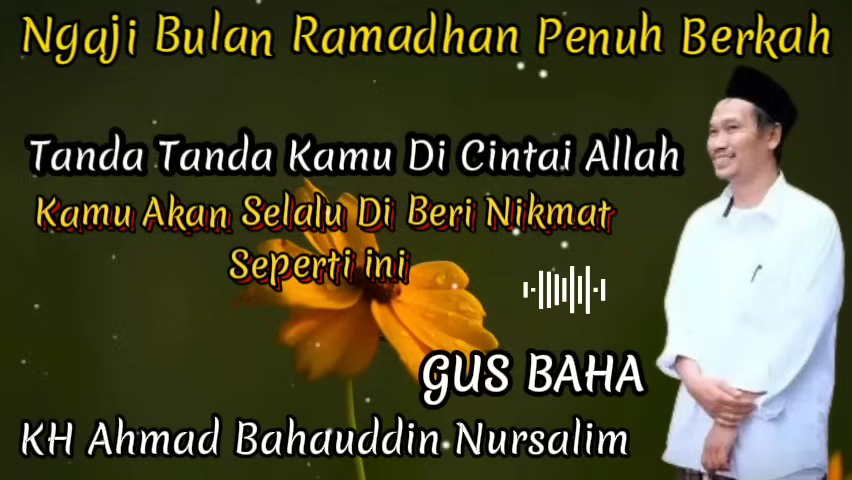 Ngaji Bulan Ramadhan Penuh Berkah
Tanda Tanda Kamu Di Cintai Allah
Kamu Akan Selalu Di Beri Nikmat
Seperti ini
GUS BAHA
KH Ahmad Bahauddin Nursalim